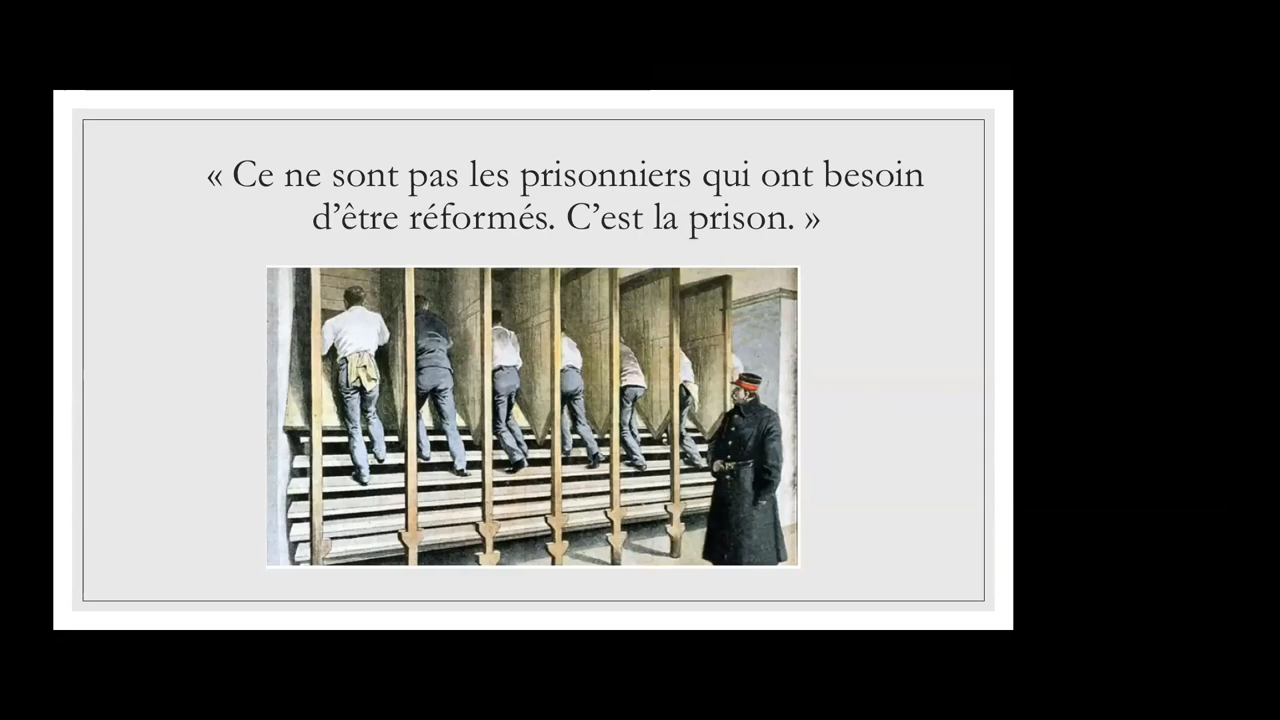 « Ce ne sont pas les prisonniers qui ont besoin
d’être réformés. C’est la prison. »